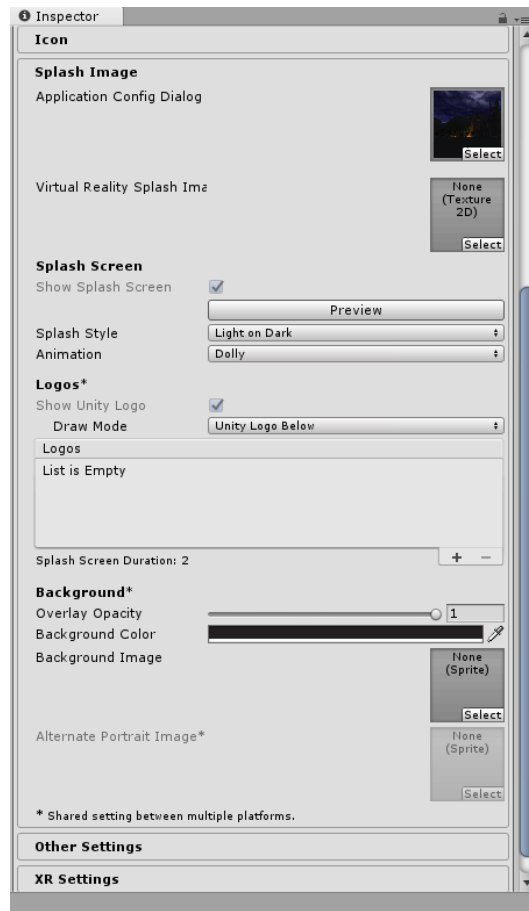 Inspector
Icon
Splash Image
Application Config Dialog
Select
Virtual Reality Splash Ima
None
(Texture
2D)
Select
Splash Screen
Show Splash Screen
Preview
Splash Style Light on Dark
Animation Dolly
Logos*
Show Unity Logo
Draw Mode Unity Logo Below
Logos
List is Empty
Splash Screen Duration: 2
Background*
Overlay Opacity 1
Background Color
Background Image
None
(Sprite)
Select
Alternate Portrait Image*
None
(Sprite)
Select
* Shared setting between multiple platforms.
Other Settings
XR Settings